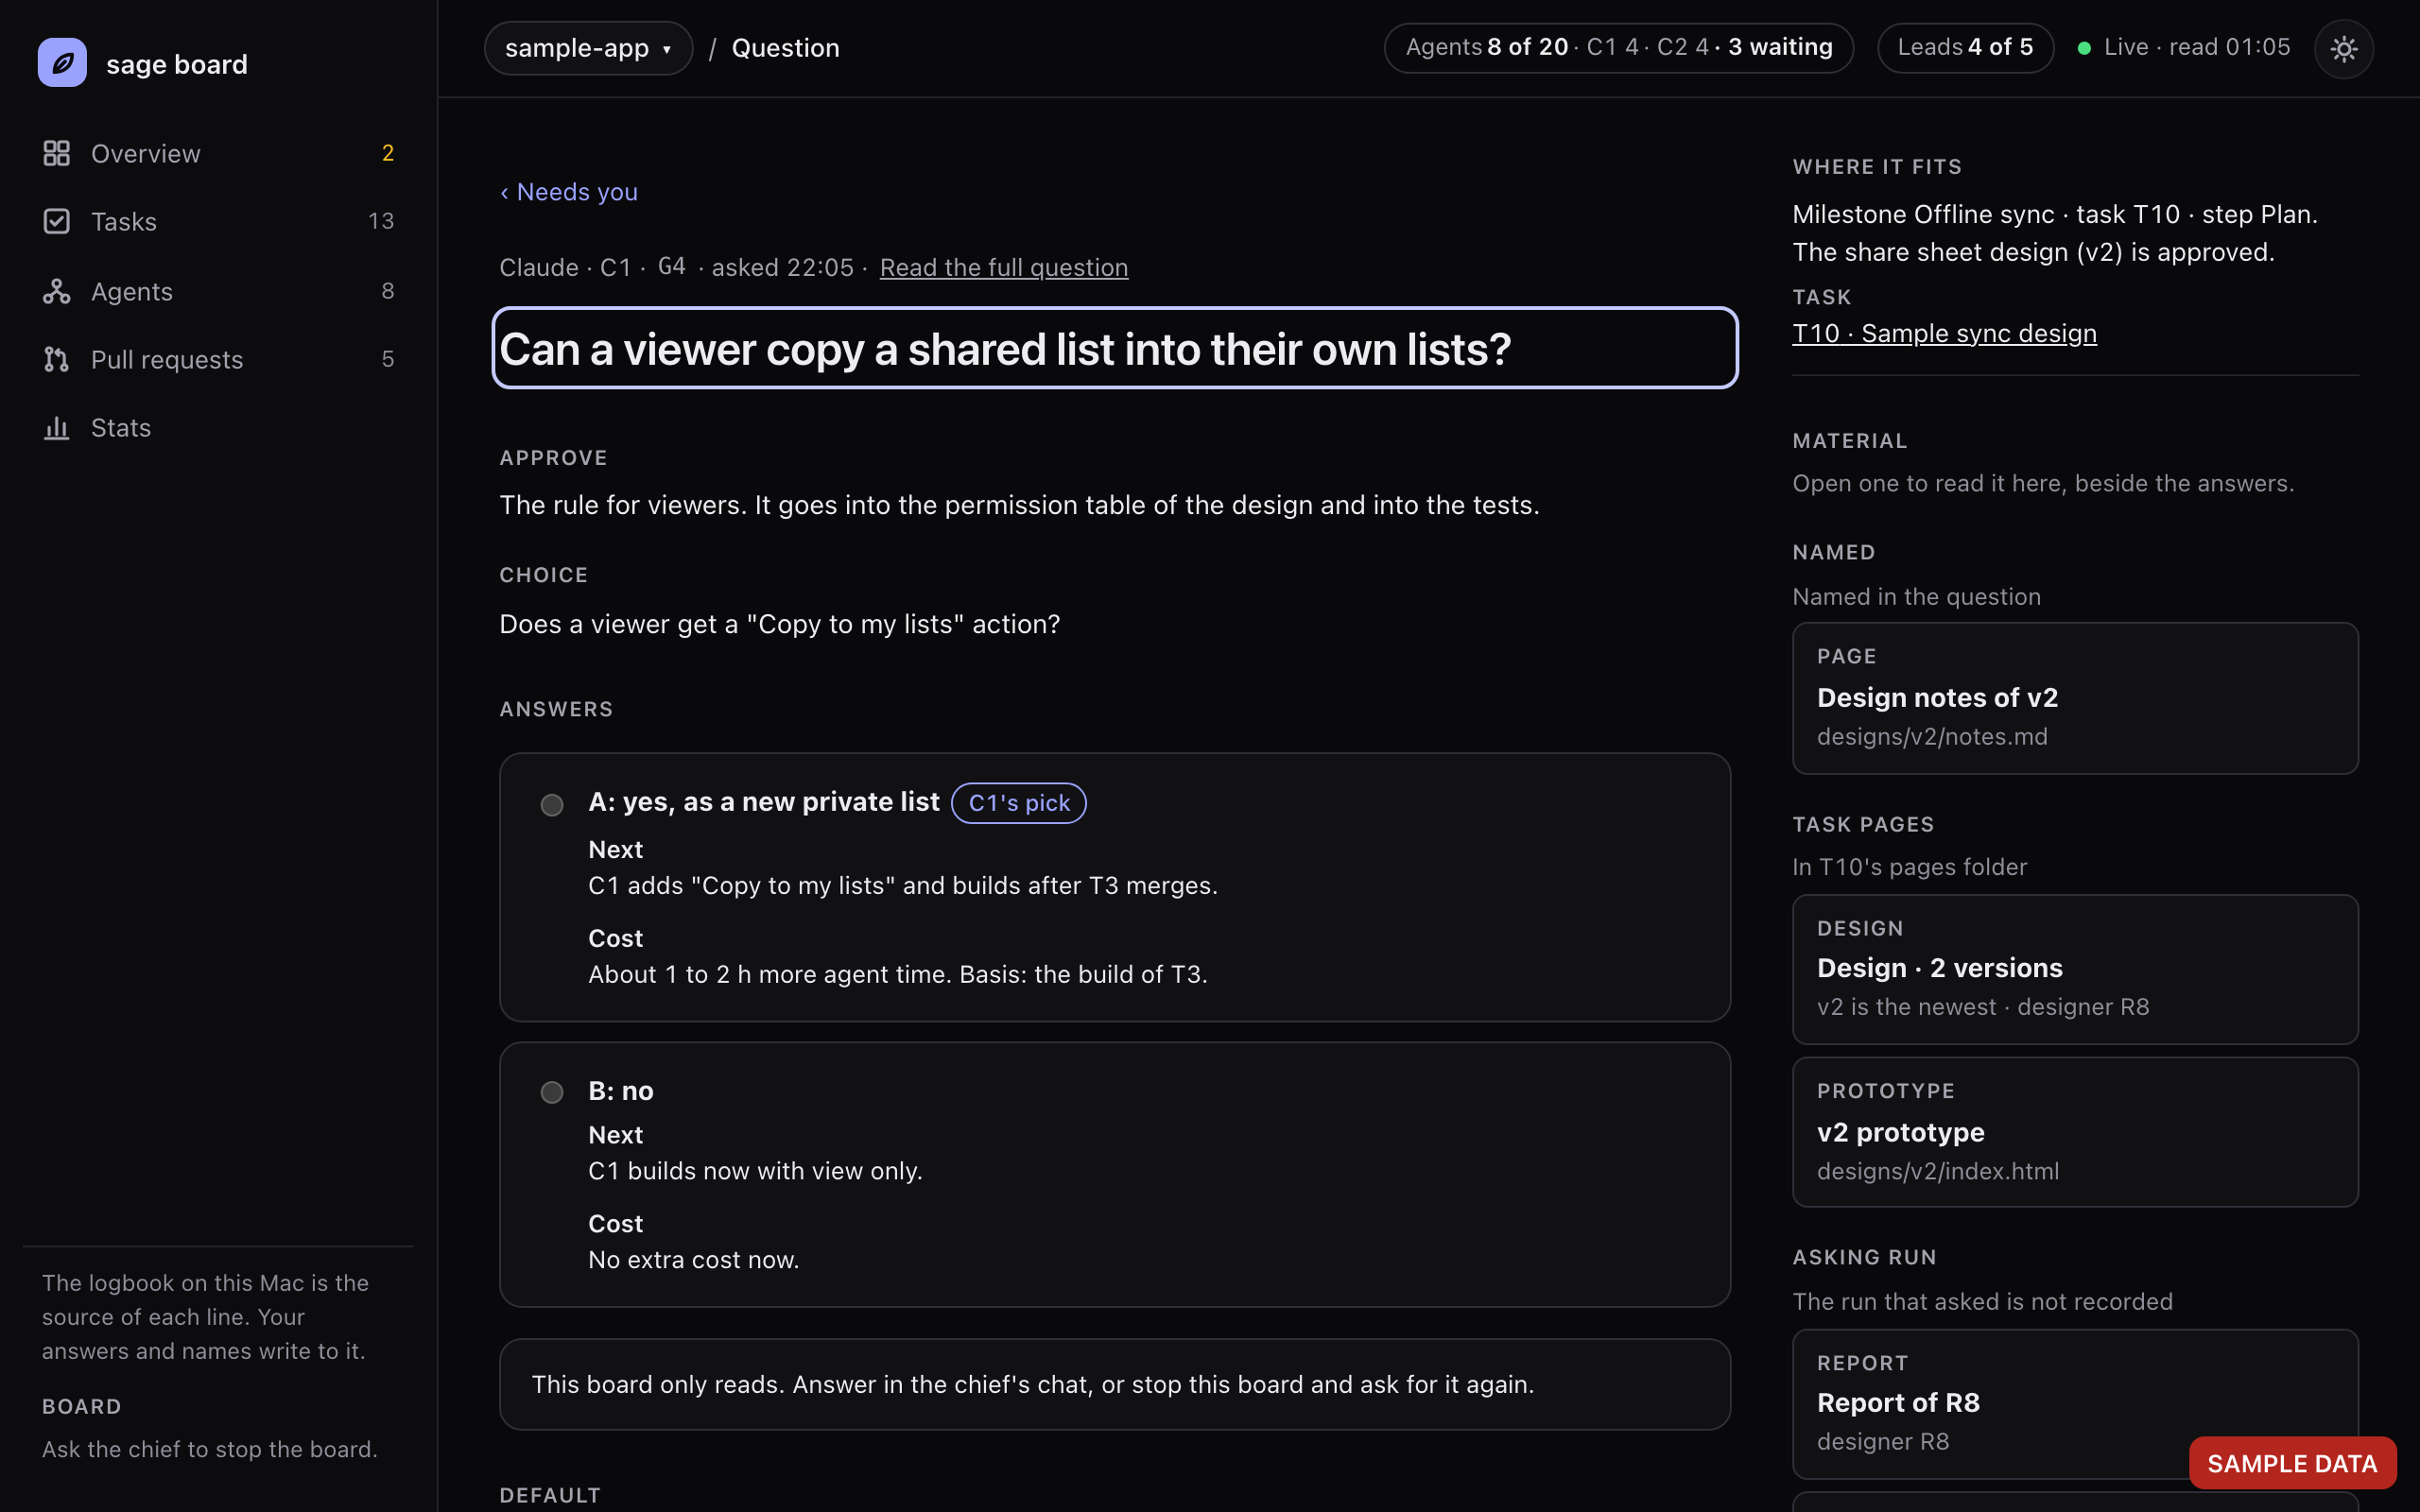 sage board
Overview 2
Tasks 13
Agents 8
Pull requests 5
Stats
The logbook on this Mac is the
source of each line. Your
answers and names write to it.
BOARD
Ask the chief to stop the board.
sample-app ▾ / Question
Agents 8 of 20 · C1 4 · C2 4 · 3 waiting
Leads 4 of 5
Live · read 01:05
‹ Needs you
Claude · C1 · G4 · asked 22:05 · Read the full question
Can a viewer copy a shared list into their own lists?
APPROVE
The rule for viewers. It goes into the permission table of the design and into the tests.
CHOICE
Does a viewer get a "Copy to my lists" action?
ANSWERS
A: yes, as a new private list C1's pick
Next
C1 adds "Copy to my lists" and builds after T3 merges.
Cost
About 1 to 2 h more agent time. Basis: the build of T3.
B: no
Next
C1 builds now with view only.
Cost
No extra cost now.
This board only reads. Answer in the chief's chat, or stop this board and ask for it again.
DEFAULT
WHERE IT FITS
Milestone Offline sync · task T10 · step Plan.
The share sheet design (v2) is approved.
TASK
T10 · Sample sync design
MATERIAL
Open one to read it here, beside the answers.
NAMED
Named in the question
PAGE
Design notes of v2
designs/v2/notes.md
TASK PAGES
In T10's pages folder
DESIGN
Design · 2 versions
v2 is the newest · designer R8
PROTOTYPE
v2 prototype
designs/v2/index.html
ASKING RUN
The run that asked is not recorded
REPORT
Report of R8
designer R8
SAMPLE DATA